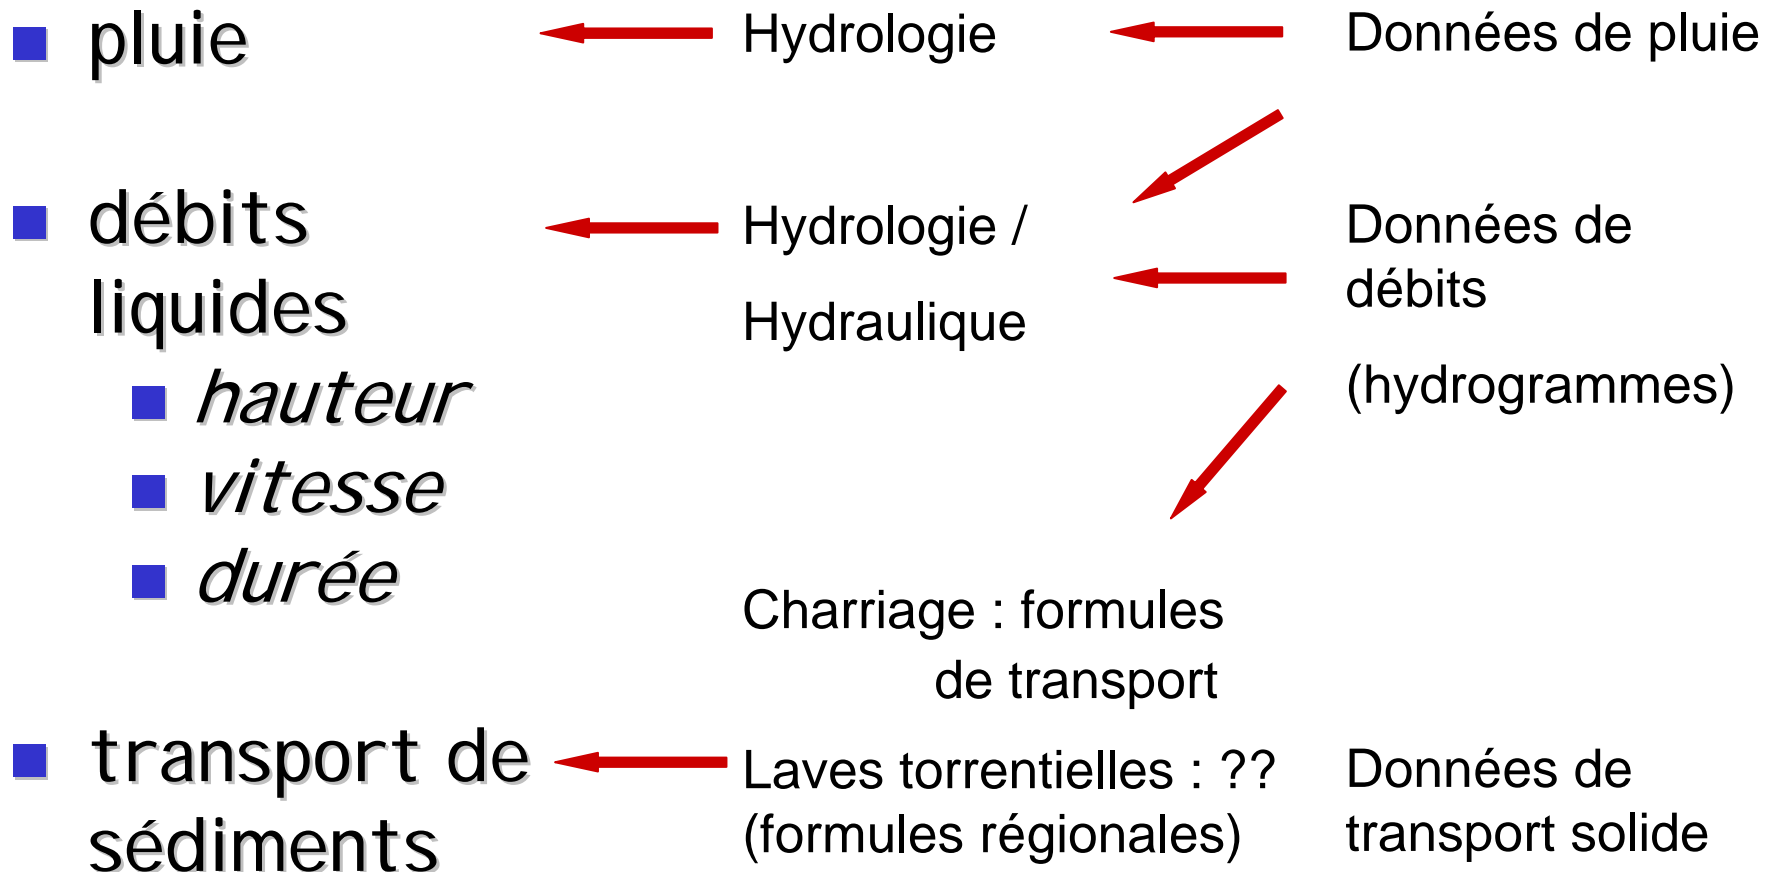 pluie
Hydrologie
Données de pluie
débits
liquides
Hydrologie /
Hydraulique
Données de
débits
(hydrogrammes)
hauteur
vitesse
durée
Charriage : formules
de transport
transport de
sédiments
Laves torrentielles : ??
(formules régionales)
Données de
transport solide